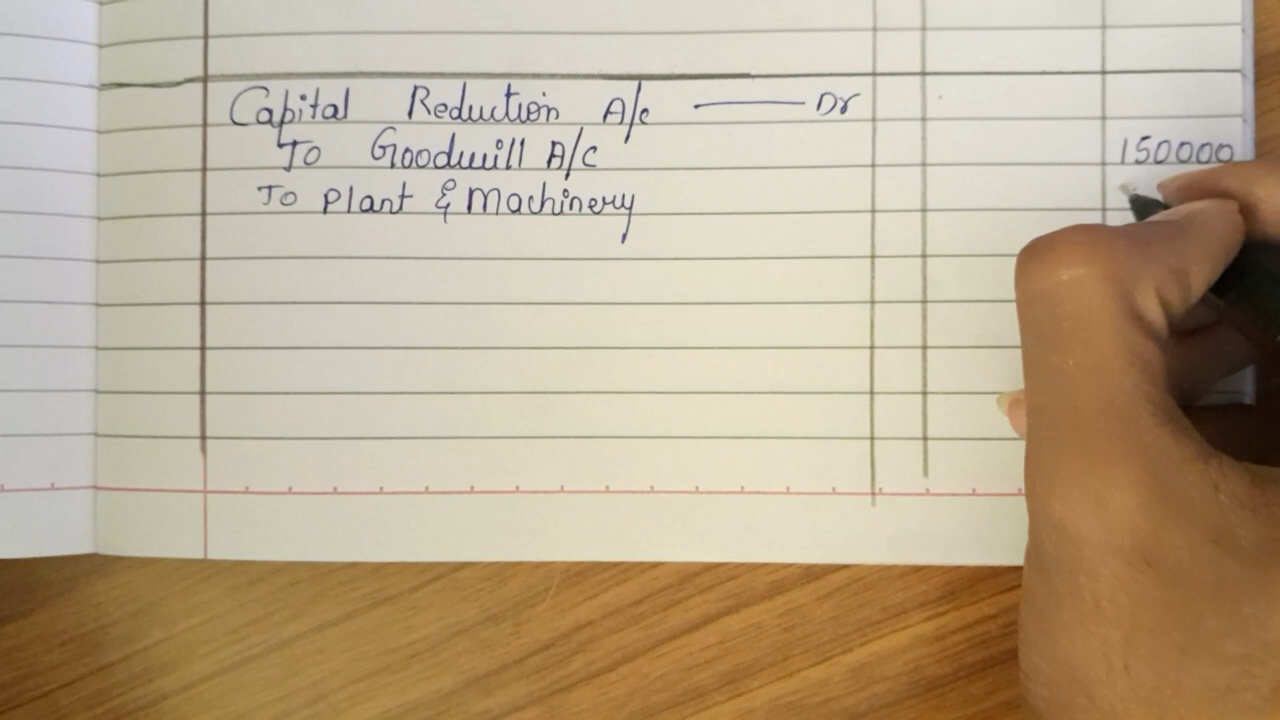 Capital Reduction A/c ——— Dr
To Goodwill A/C 150000
To Plant & Machinery